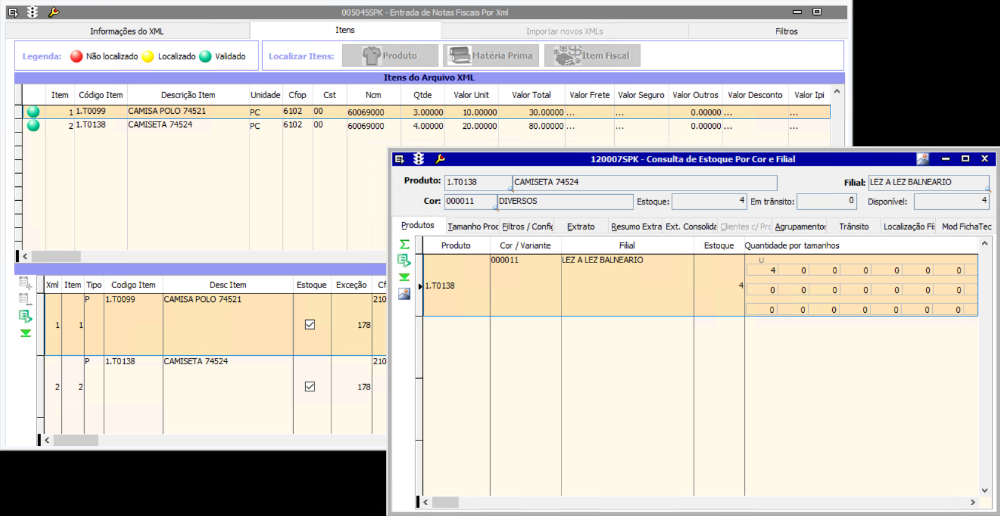 005045SPK - Entrada de Notas Fiscais Por Xml
Informações do XML Itens Importar novos XMLs Filtros
Legenda: Não localizado Localizado Validado Localizar Itens: Produto Matéria Prima Item Fiscal
Itens do Arquivo XML
Item Código Item Descrição Item Unidade Cfop Cst Ncm Qtde Valor Unit Valor Total Valor Frete Valor Seguro Valor Outros Valor Desconto Valor Ipi
1 1.T0099 CAMISA POLO 74521 PC 6102 00 60069000 3.00000 10.00000 30.00000 ... ... 0.00000 ... ...
2 1.T0138 CAMISETA 74524 PC 6102 00 60069000 4.00000 20.00000 80.00000 ... ... 0.00000 ... ...
Xml Item Tipo Codigo Item Desc Item Estoque Exceção Cf
1 1 P 1.T0099 CAMISA POLO 74521 178 210
2 2 P 1.T0138 CAMISETA 74524 178 210
120007SPK - Consulta de Estoque Por Cor e Filial
Produto: 1.T0138 CAMISETA 74524 Filial: LEZ A LEZ BALNEARIO
Cor: 000011 DIVERSOS Estoque: 4 Em trânsito: 0 Disponível: 4
Produtos Tamanho Proc Filtros / Config Extrato Resumo Extra Ext. Consolida Clientes c/ Pro Agrupamentos Trânsito Localização Fí Mod FichaTec
Produto Cor / Variante Filial Estoque Quantidade por tamanhos
1.T0138 000011 LEZ A LEZ BALNEARIO 4 U
4 0 0 0 0 0 0
0 0 0 0 0 0 0
0 0 0 0 0 0 0